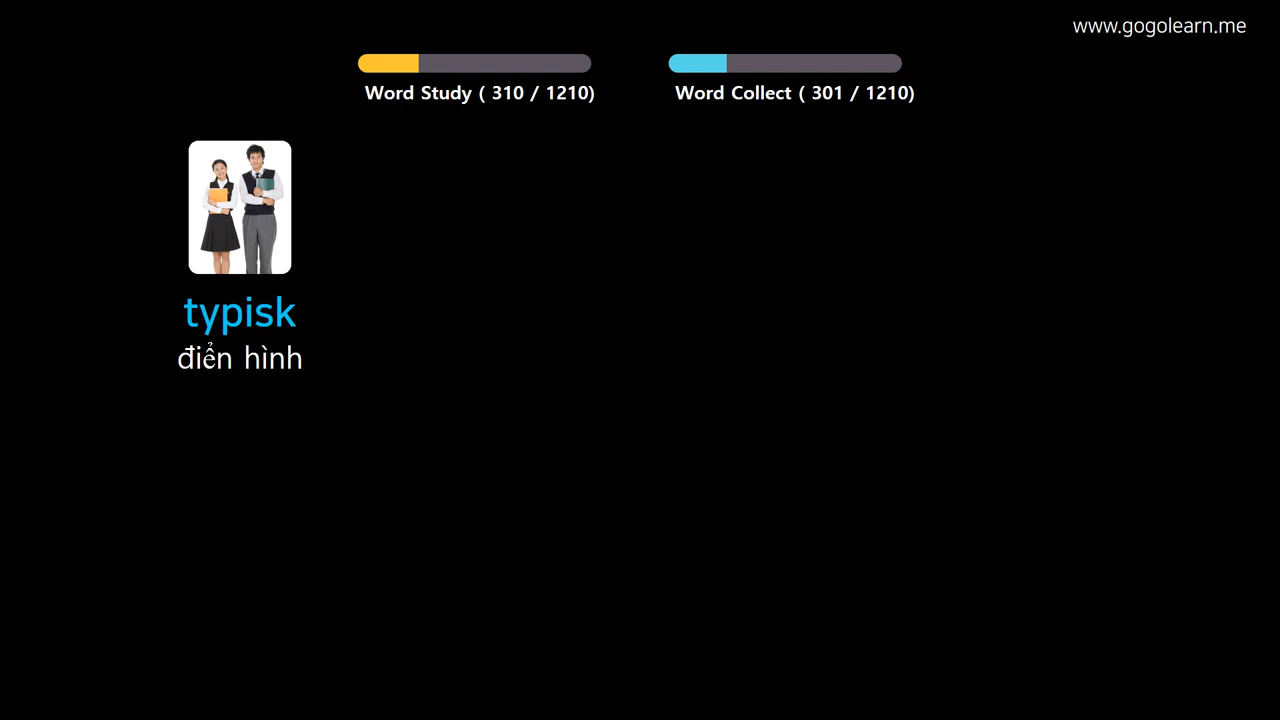 www.gogolearn.me
Word Study ( 310 / 1210)
Word Collect ( 301 / 1210)
typisk
điển hình